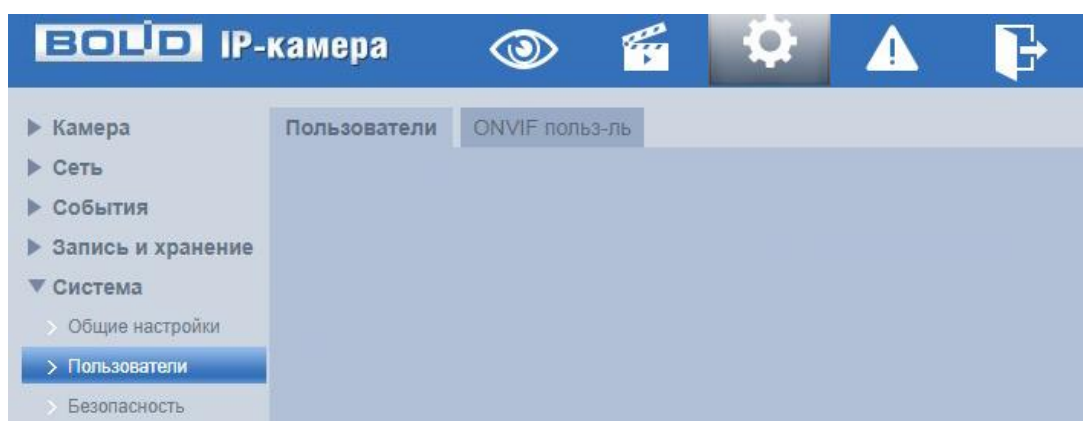 BOLID IP-камера
Пользователи ONVIF польз-ль
Камера
Сеть
События
Запись и хранение
Система
Общие настройки
Пользователи
Безопасность